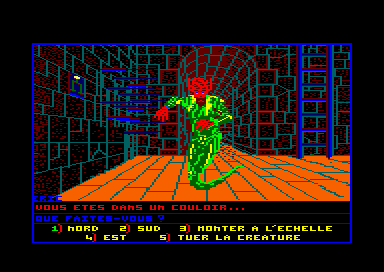 VOUS ETES DANS UN COULOIR...
QUE FAITES-VOUS ?
1) NORD 2) SUD 3) MONTER A L'ECHELLE
4) EST 5) TUER LA CREATURE